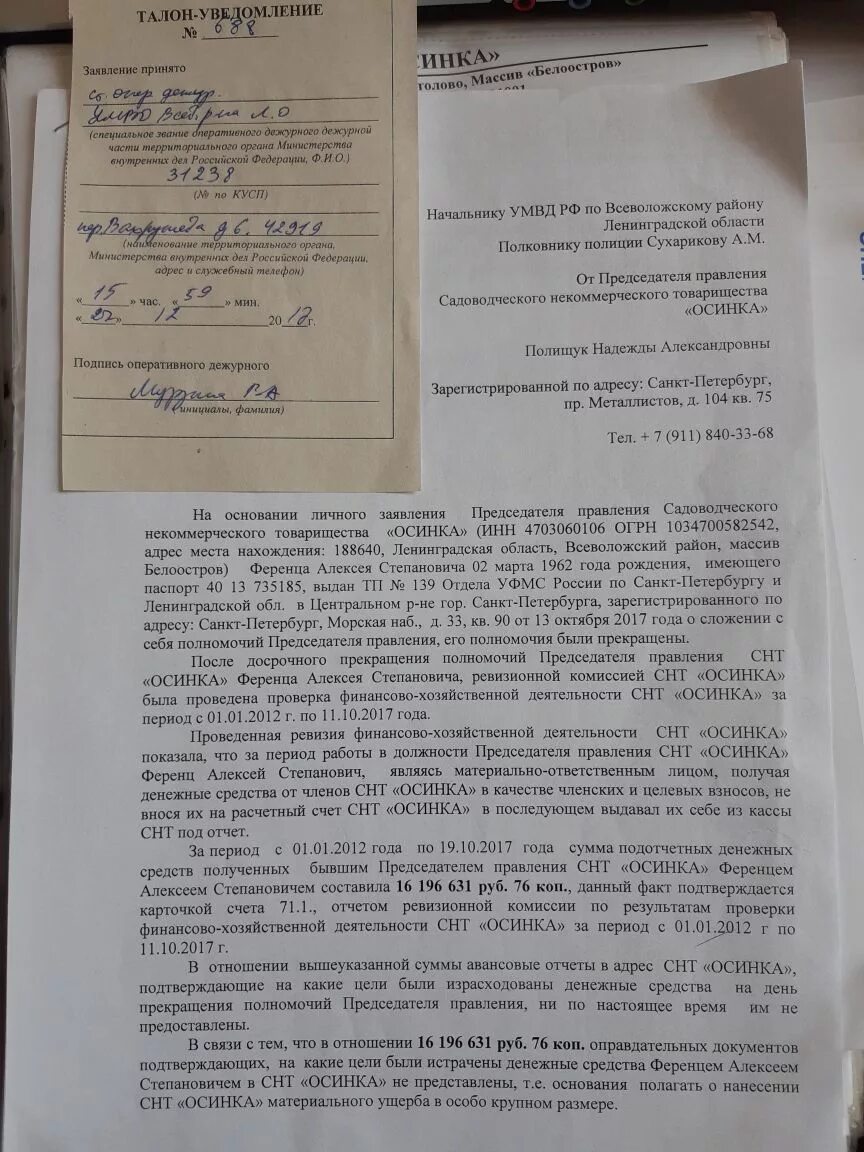 ТАЛОН-УВЕДОМЛЕНИЕ
№ 688
Заявление принято
ст. опер. дежур.
(специальное звание оперативного дежурного дежурной
части территориального органа Министерства
внутренних дел Российской Федерации, Ф.И.О.)
31238
(№ по КУСП)
пер. Вахрушева д 6. 42919
(наименование территориального органа,
Министерства внутренних дел Российской Федерации,
адрес и служебный телефон)
« 15 » час. « 59 » мин.
« 22 » 12 20 17 г.
Подпись оперативного дежурного
(инициалы, фамилия)
ОСИНКА»
Массив «Белоостров»
Начальнику УМВД РФ по Всеволожскому району
Ленинградской области
Полковнику полиции Сухарикову А.М.
От Председателя правления
Садоводческого некоммерческого товарищества
«ОСИНКА»
Полищук Надежды Александровны
Зарегистрированной по адресу: Санкт-Петербург,
пр. Металлистов, д. 104 кв. 75
Тел. + 7 (911) 840-33-68
На основании личного заявления Председателя правления Садоводческого
некоммерческого товарищества «ОСИНКА» (ИНН 4703060106 ОГРН 1034700582542,
адрес места нахождения: 188640, Ленинградская область, Всеволожский район, массив
Белоостров) Ференца Алексея Степановича 02 марта 1962 года рождения, имеющего
паспорт 40 13 735185, выдан ТП № 139 Отдела УФМС России по Санкт-Петербургу и
Ленинградской обл. в Центральном р-не гор. Санкт-Петербурга, зарегистрированного по
адресу: Санкт-Петербург, Морская наб., д. 33, кв. 90 от 13 октября 2017 года о сложении с
себя полномочий Председателя правления, его полномочия были прекращены.
После досрочного прекращения полномочий Председателя правления СНТ
«ОСИНКА» Ференца Алексея Степановича, ревизионной комиссией СНТ «ОСИНКА»
была проведена проверка финансово-хозяйственной деятельности СНТ «ОСИНКА» за
период с 01.01.2012 г. по 11.10.2017 года.
Проведенная ревизия финансово-хозяйственной деятельности СНТ «ОСИНКА»
показала, что за период работы в должности Председателя правления СНТ «ОСИНКА»
Ференц Алексей Степанович, являясь материально-ответственным лицом, получая
денежные средства от членов СНТ «ОСИНКА» в качестве членских и целевых взносов, не
внося их на расчетный счет СНТ «ОСИНКА» в последующем выдавал их себе из кассы
СНТ под отчет.
За период с 01.01.2012 года по 19.10.2017 года сумма подотчетных денежных
средств полученных бывшим Председателем правления СНТ «ОСИНКА» Ференцем
Алексеем Степановичем составила 16 196 631 руб. 76 коп., данный факт подтверждается
карточкой счета 71.1., отчетом ревизионной комиссии по результатам проверки
финансово-хозяйственной деятельности СНТ «ОСИНКА» за период с 01.01.2012 г по
11.10.2017 г.
В отношении вышеуказанной суммы авансовые отчеты в адрес СНТ «ОСИНКА»,
подтверждающие на какие цели были израсходованы денежные средства на день
прекращения полномочий Председателя правления, ни по настоящее время им не
предоставлены.
В связи с тем, что в отношении 16 196 631 руб. 76 коп. оправдательных документов
подтверждающих, на какие цели были истрачены денежные средства Ференцем Алексеем
Степановичем в СНТ «ОСИНКА» не представлены, т.е. основания полагать о нанесении
СНТ «ОСИНКА» материального ущерба в особо крупном размере.